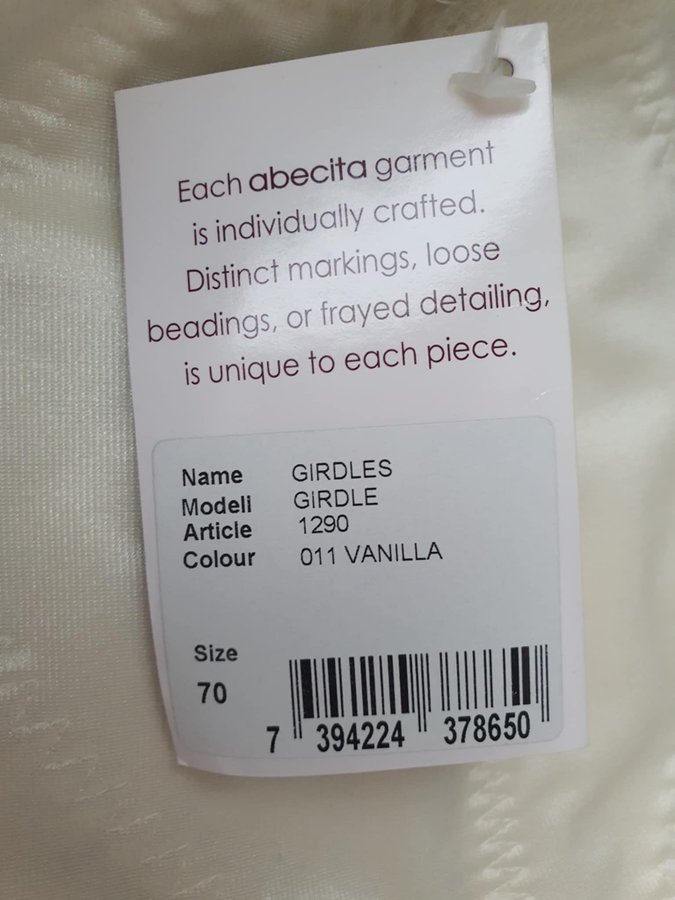 Each abecita garment
is individually crafted.
Distinct markings, loose
beadings, or frayed detailing,
is unique to each piece.
Name GIRDLES
Modeli GIRDLE
Article 1290
Colour 011 VANILLA
Size
70
7 394224 378650